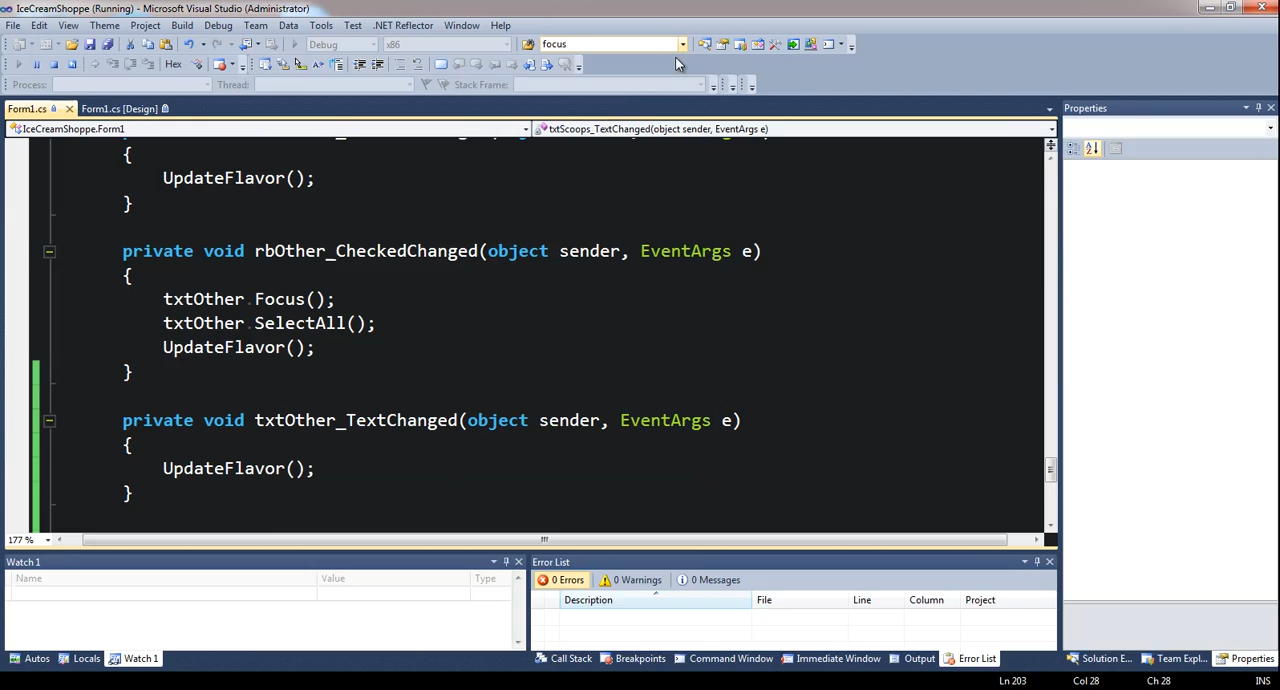 IceCreamShoppe (Running) - Microsoft Visual Studio (Administrator)
File Edit View Theme Project Build Debug Team Data Tools Test .NET Reflector Window Help
Debug x86 focus
Hex
Process: Thread: Stack Frame:
Form1.cs Form1.cs [Design] Properties
IceCreamShoppe.Form1 txtScoops_TextChanged(object sender, EventArgs e)
{
UpdateFlavor();
}
private void rbOther_CheckedChanged(object sender, EventArgs e)
{
txtOther.Focus();
txtOther.SelectAll();
UpdateFlavor();
}
private void txtOther_TextChanged(object sender, EventArgs e)
{
UpdateFlavor();
}
177 %
Watch 1 Error List
Name Value Type 0 Errors 0 Warnings 0 Messages
Description File Line Column Project
Autos Locals Watch 1 Call Stack Breakpoints Command Window Immediate Window Output Error List Solution E... Team Expl... Properties
Ln 203 Col 28 Ch 28 INS